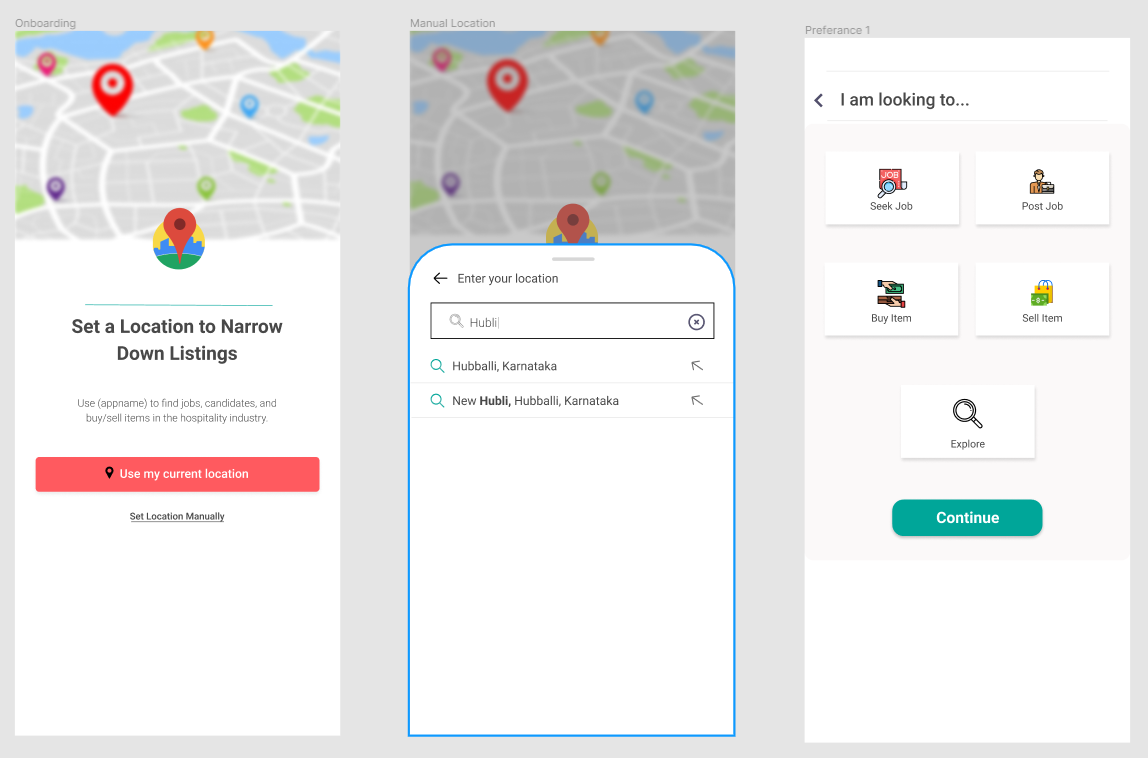 Onboarding
Set a Location to Narrow
Down Listings
Use (appname) to find jobs, candidates, and
buy/sell items in the hospitality industry.
Use my current location
Set Location Manually
Manual Location
Enter your location
Hubli
Hubballi, Karnataka
New Hubli, Hubballi, Karnataka
Preferance 1
I am looking to...
JOB
Seek Job
Post Job
Buy Item
Sell Item
Explore
Continue